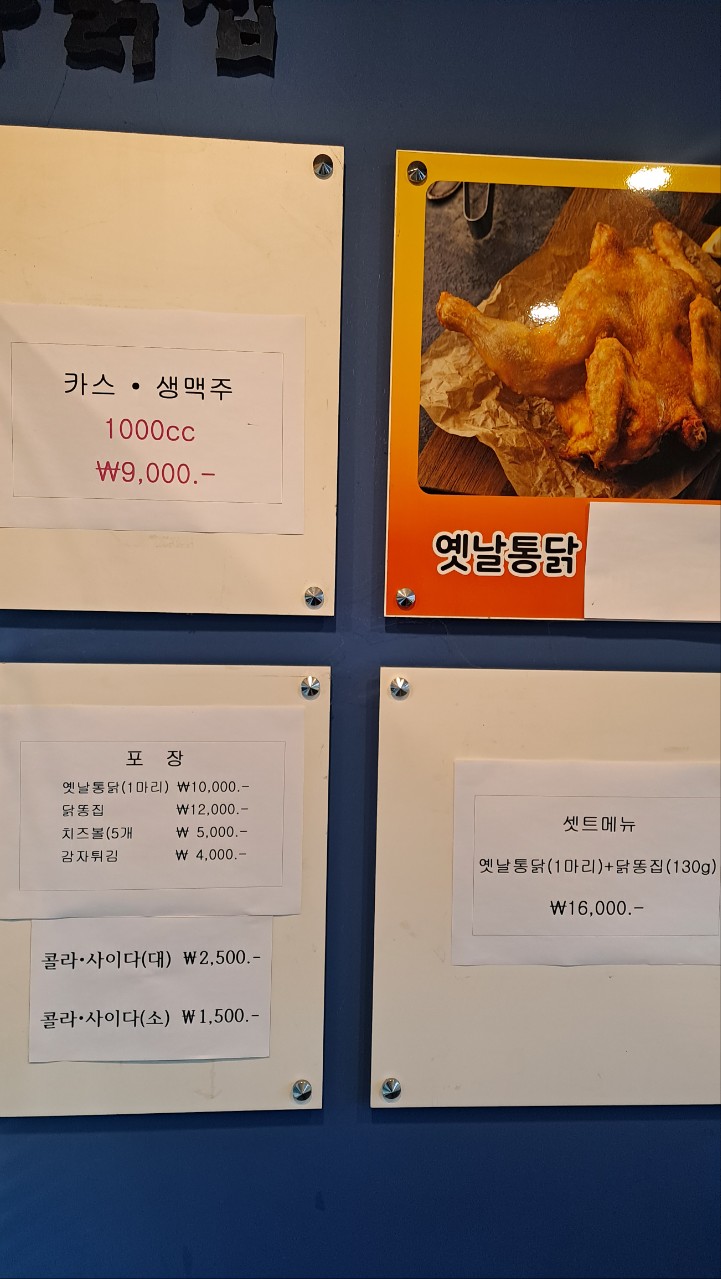 닭집
카스 • 생맥주
1000cc
₩9,000.-
옛날통닭
포 장
옛날통닭(1마리) ₩10,000.-
닭똥집 ₩12,000.-
치즈볼(5개 ₩ 5,000.-
감자튀김 ₩ 4,000.-
콜라•사이다(대) ₩2,500.-
콜라•사이다(소) ₩1,500.-
셋트메뉴
옛날통닭(1마리)+닭똥집(130g)
₩16,000.-